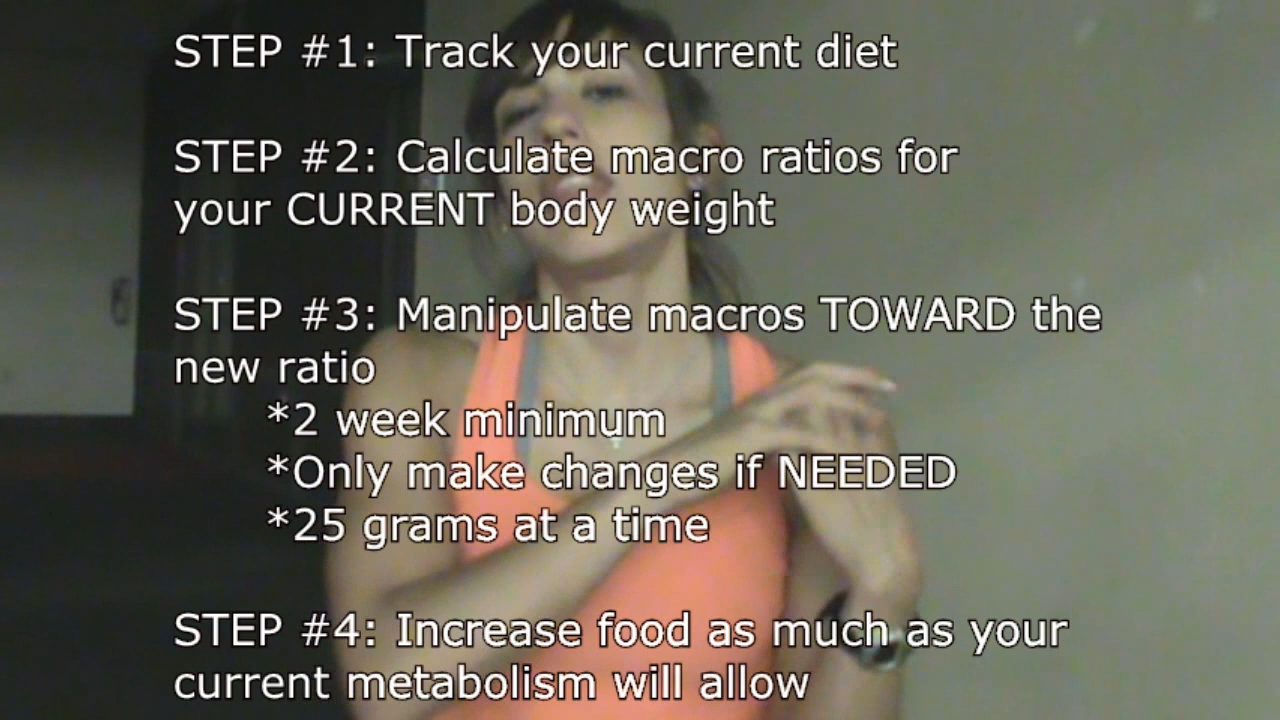 STEP #1: Track your current diet
STEP #2: Calculate macro ratios for
your CURRENT body weight
STEP #3: Manipulate macros TOWARD the
new ratio
*2 week minimum
*Only make changes if NEEDED
*25 grams at a time
STEP #4: Increase food as much as your
current metabolism will allow